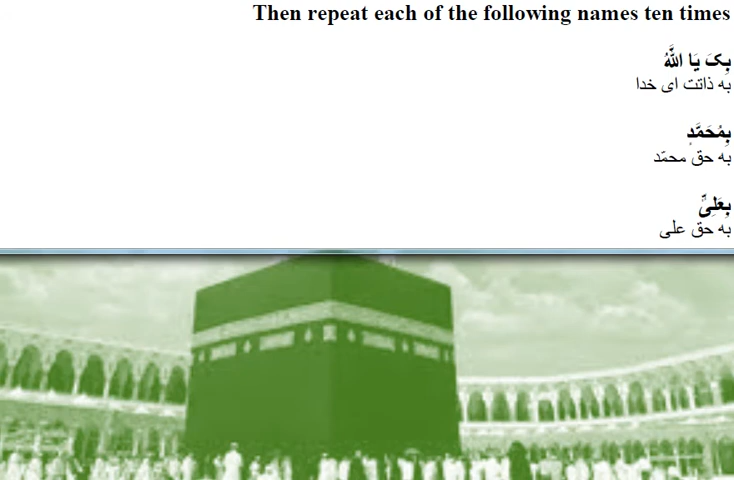 Then repeat each of the following names ten times
بِکَ یَا اللّٰهُ
به ذاتت ای خدا
بِمُحَمَّدٍ
به حق محمّد
بِعَلِیٍّ
به حق علی